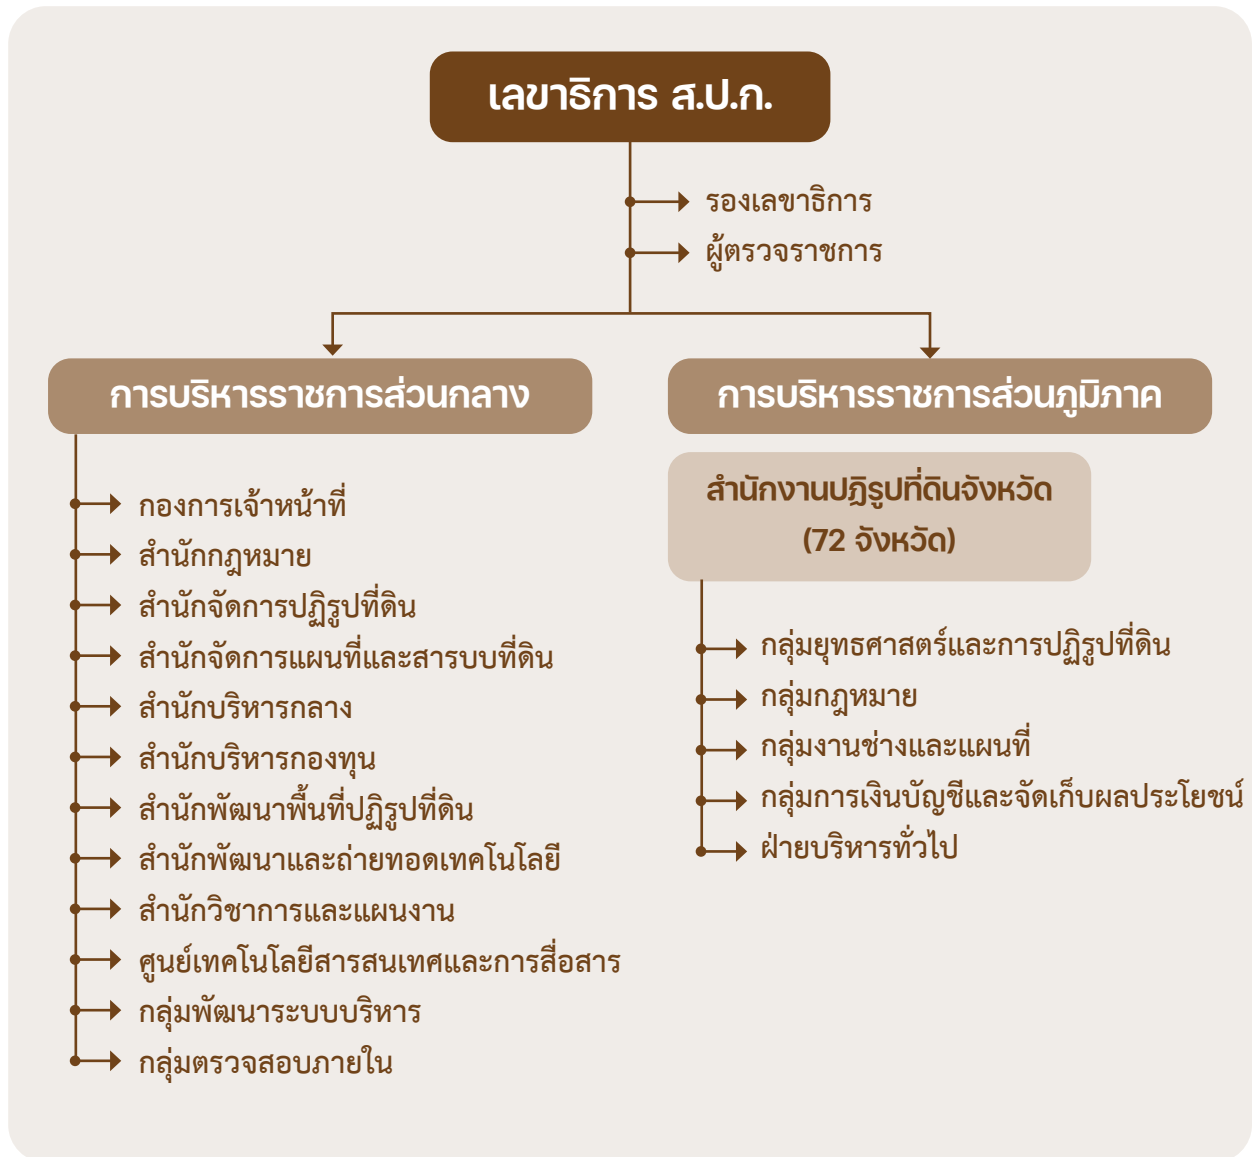 เลขาธิการ ส.ป.ก.
รองเลขาธิการ
ผู้ตรวจราชการ
การบริหารราชการส่วนกลาง
กองการเจ้าหน้าที่
สำนักกฎหมาย
สำนักจัดการปฏิรูปที่ดิน
สำนักจัดการแผนที่และสารบบที่ดิน
สำนักบริหารกลาง
สำนักบริหารกองทุน
สำนักพัฒนาพื้นที่ปฏิรูปที่ดิน
สำนักพัฒนาและถ่ายทอดเทคโนโลยี
สำนักวิชาการและแผนงาน
ศูนย์เทคโนโลยีสารสนเทศและการสื่อสาร
กลุ่มพัฒนาระบบบริหาร
กลุ่มตรวจสอบภายใน
การบริหารราชการส่วนภูมิภาค
สำนักงานปฏิรูปที่ดินจังหวัด
(72 จังหวัด)
กลุ่มยุทธศาสตร์และการปฏิรูปที่ดิน
กลุ่มกฎหมาย
กลุ่มงานช่างและแผนที่
กลุ่มการเงินบัญชีและจัดเก็บผลประโยชน์
ฝ่ายบริหารทั่วไป